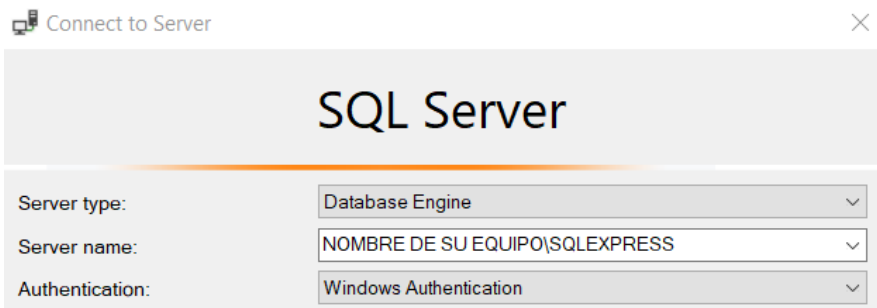 Connect to Server
SQL Server
Server type: Database Engine
Server name: NOMBRE DE SU EQUIPO\SQLEXPRESS
Authentication: Windows Authentication